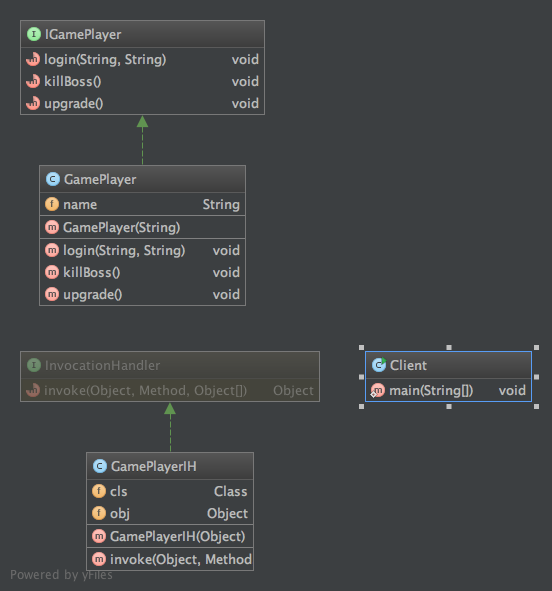 I IGamePlayer
m login(String, String) void
m killBoss() void
m upgrade() void
C GamePlayer
f name String
m GamePlayer(String)
m login(String, String) void
m killBoss() void
m upgrade() void
I InvocationHandler
m invoke(Object, Method, Object[]) Object
C Client
m main(String[]) void
C GamePlayerIH
f cls Class
f obj Object
m GamePlayerIH(Object)
m invoke(Object, Method
Powered by yFiles